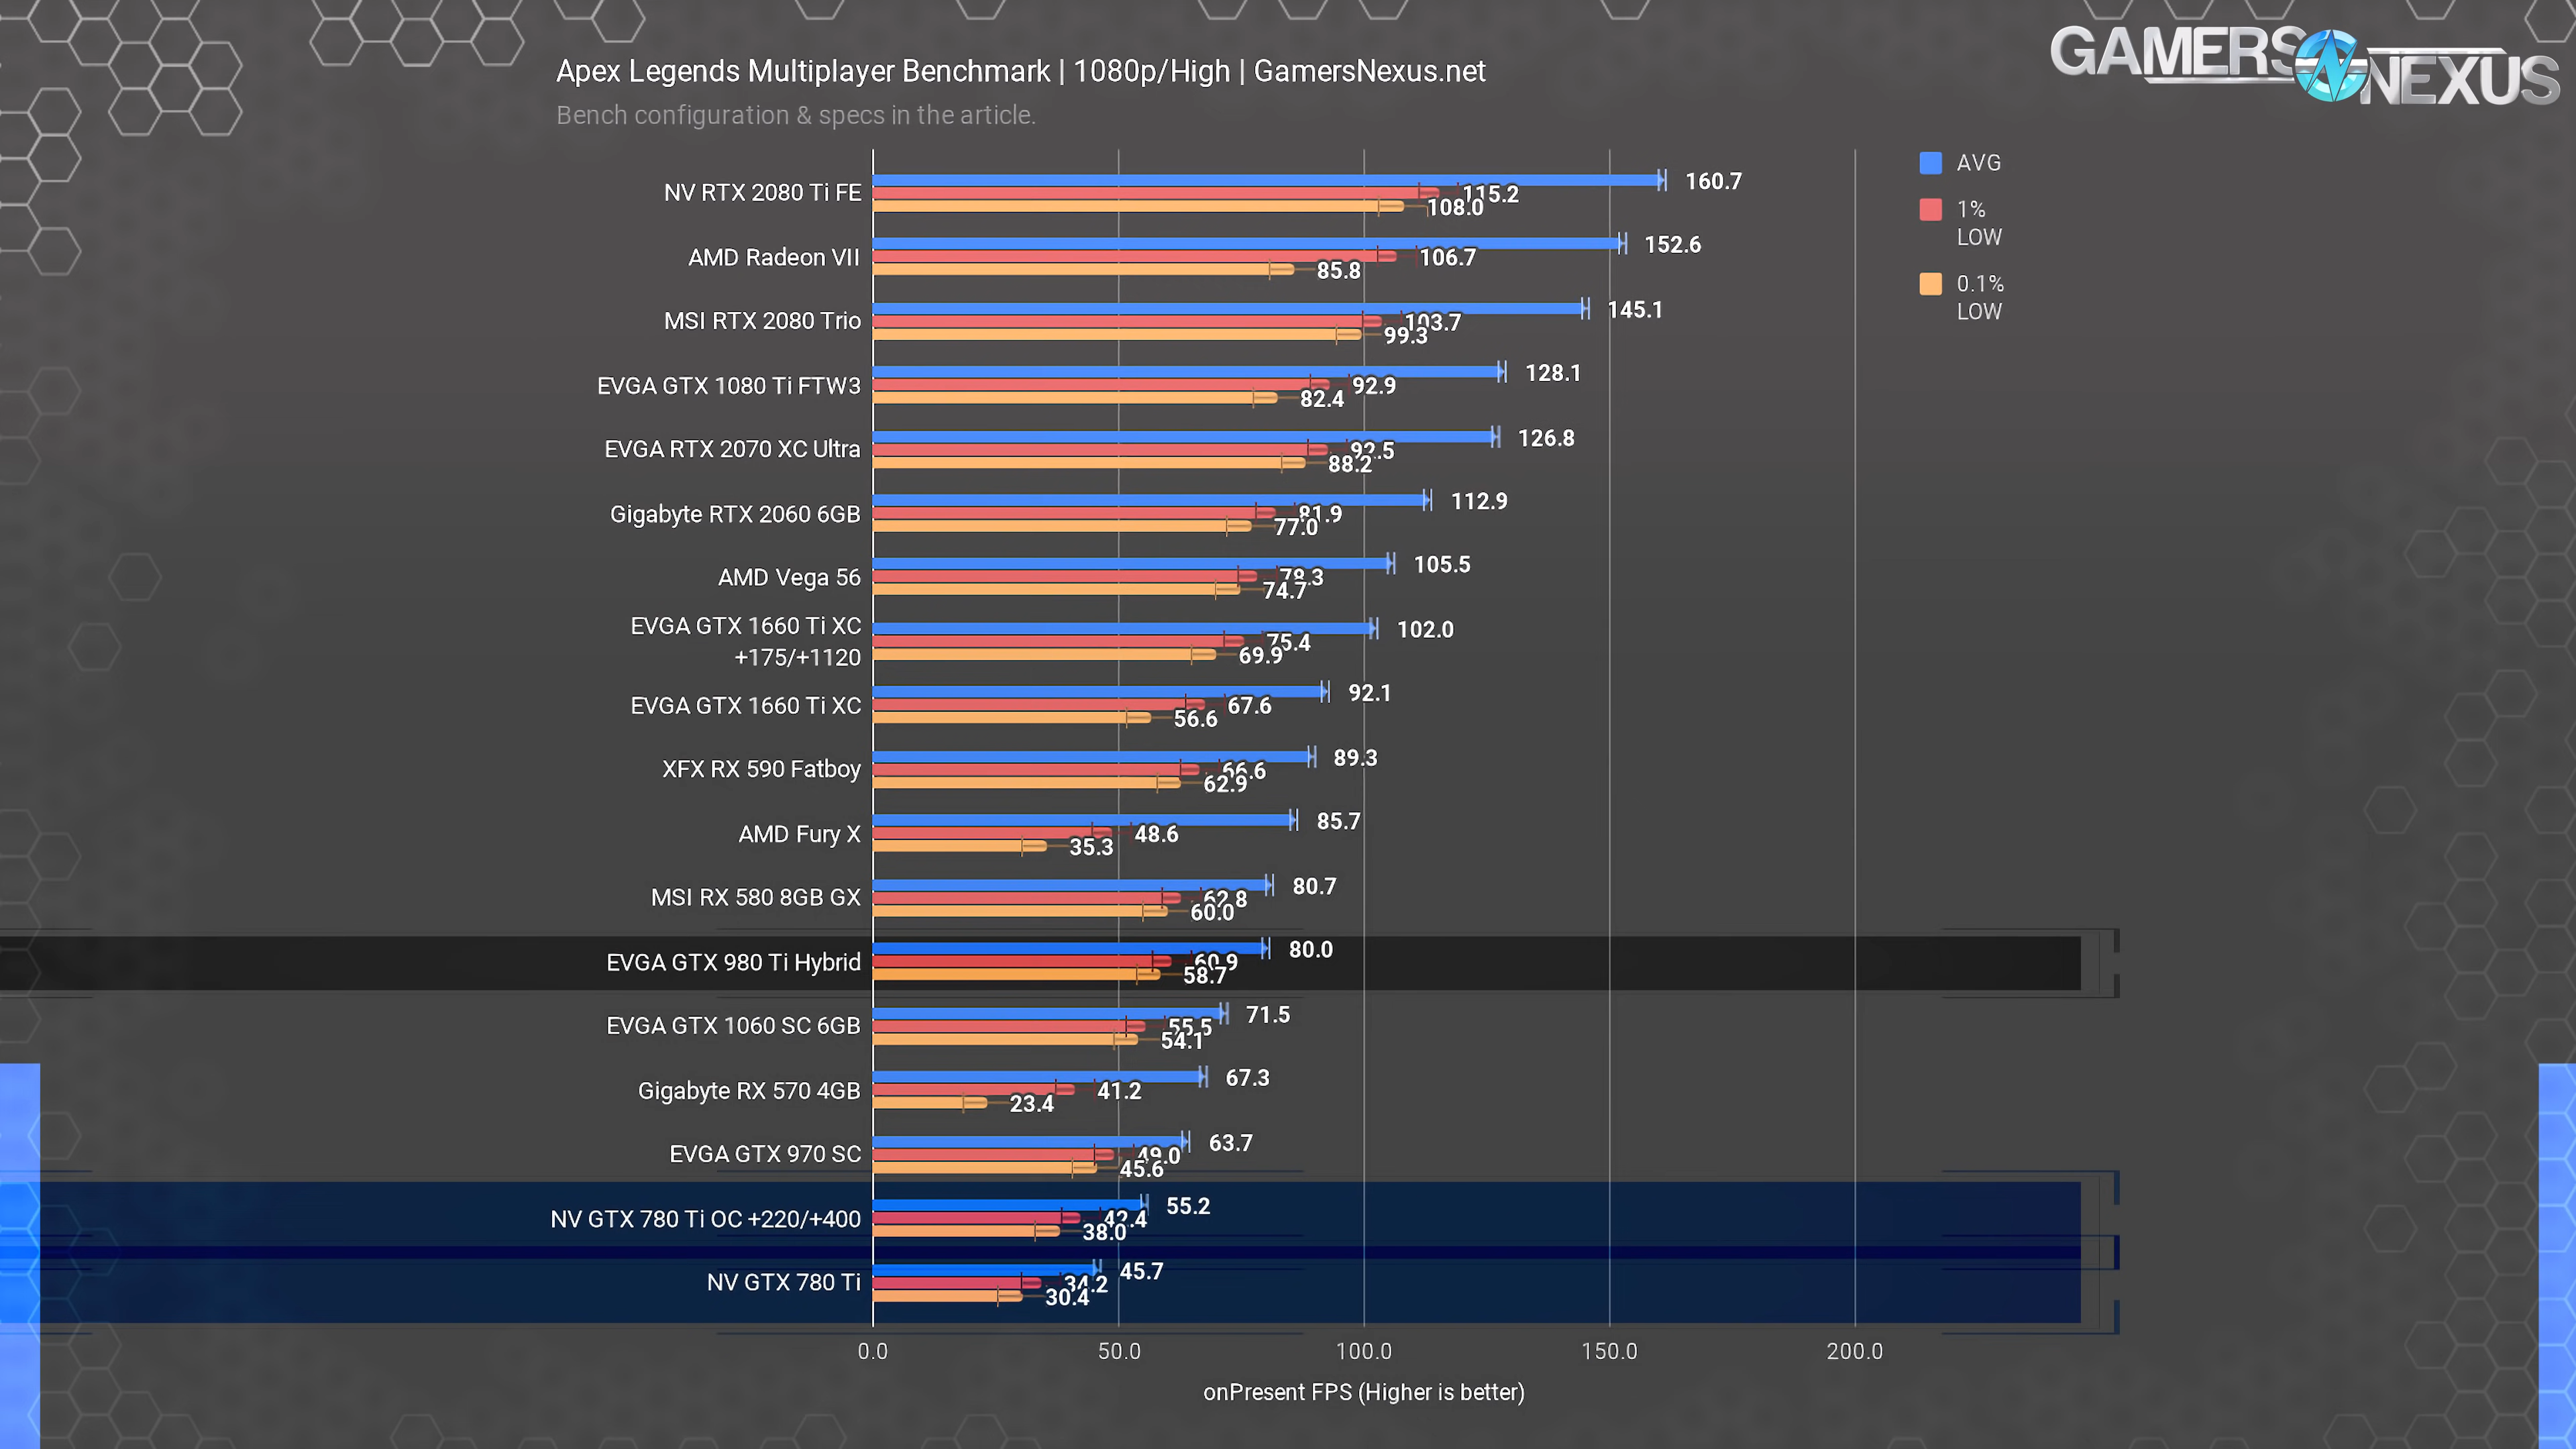 GAMERS NEXUS
Apex Legends Multiplayer Benchmark | 1080p/High | GamersNexus.net
Bench configuration & specs in the article.
AVG
1%
LOW
0.1%
LOW
NV RTX 2080 Ti FE
160.7
115.2
108.0
AMD Radeon VII
152.6
106.7
85.8
MSI RTX 2080 Trio
145.1
103.7
99.3
EVGA GTX 1080 Ti FTW3
128.1
92.9
82.4
EVGA RTX 2070 XC Ultra
126.8
92.5
88.2
Gigabyte RTX 2060 6GB
112.9
81.9
77.0
AMD Vega 56
105.5
78.3
74.7
EVGA GTX 1660 Ti XC
+175/+1120
102.0
75.4
69.9
EVGA GTX 1660 Ti XC
92.1
67.6
56.6
XFX RX 590 Fatboy
89.3
66.6
62.9
AMD Fury X
85.7
48.6
35.3
MSI RX 580 8GB GX
80.7
62.8
60.0
EVGA GTX 980 Ti Hybrid
80.0
60.9
58.7
EVGA GTX 1060 SC 6GB
71.5
55.5
54.1
Gigabyte RX 570 4GB
67.3
41.2
23.4
EVGA GTX 970 SC
63.7
49.0
45.6
NV GTX 780 Ti OC +220/+400
55.2
42.4
38.0
NV GTX 780 Ti
45.7
34.2
30.4
0.0
50.0
100.0
150.0
200.0
onPresent FPS (Higher is better)